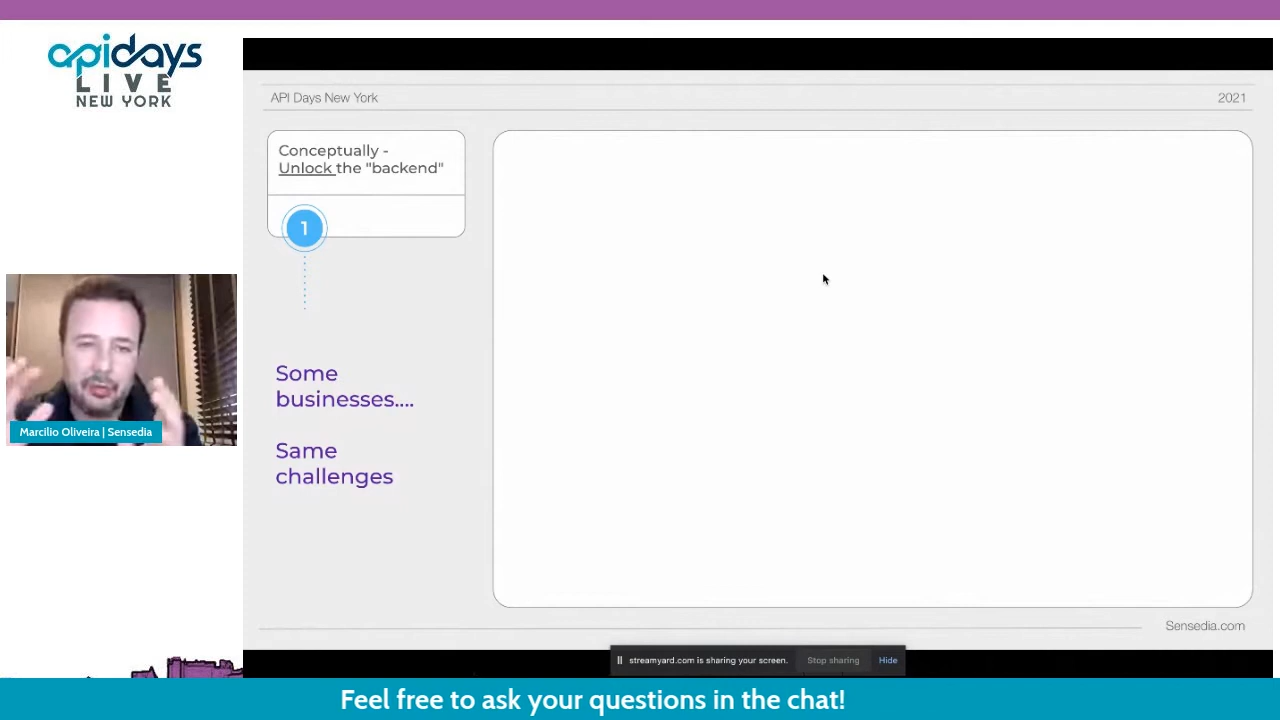 apidays
LIVE
NEW YORK
API Days New York
2021
Conceptually -
Unlock the "backend"
1
Some
businesses....
Same
challenges
Marcilio Oliveira | Sensedia
Sensedia.com
streamyard.com is sharing your screen.
Stop sharing
Hide
Feel free to ask your questions in the chat!